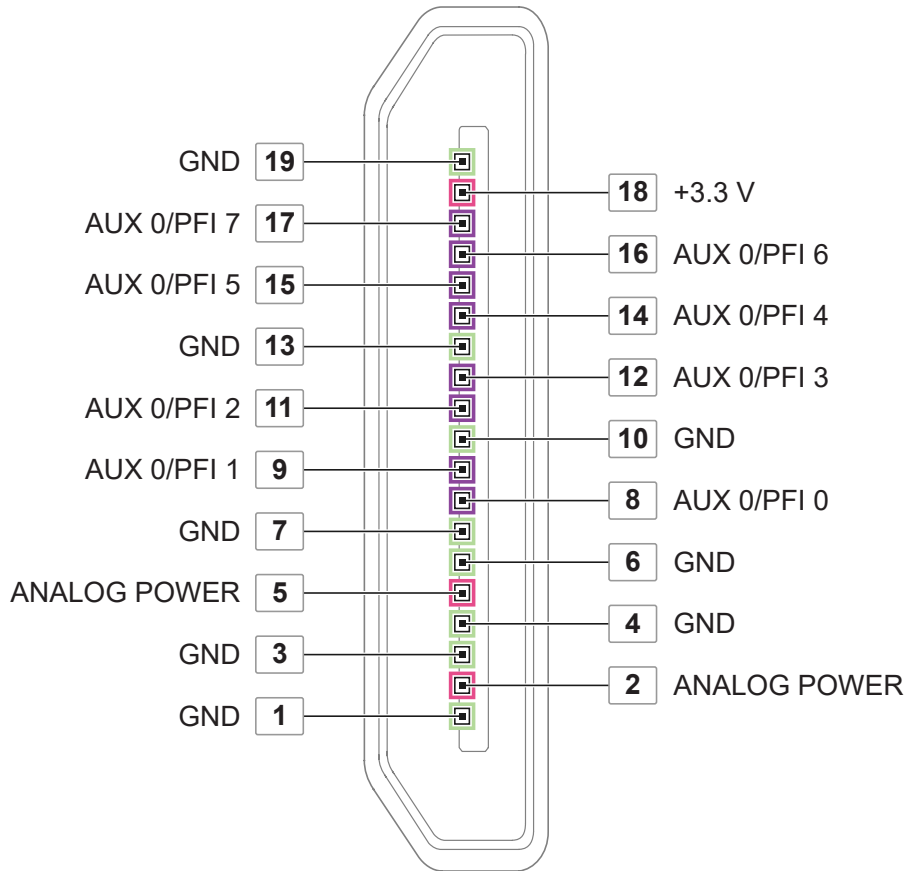 GND 19
18 +3.3 V
AUX 0/PFI 7 17
16 AUX 0/PFI 6
AUX 0/PFI 5 15
14 AUX 0/PFI 4
GND 13
12 AUX 0/PFI 3
AUX 0/PFI 2 11
10 GND
AUX 0/PFI 1 9
8 AUX 0/PFI 0
GND 7
6 GND
ANALOG POWER 5
4 GND
GND 3
2 ANALOG POWER
GND 1